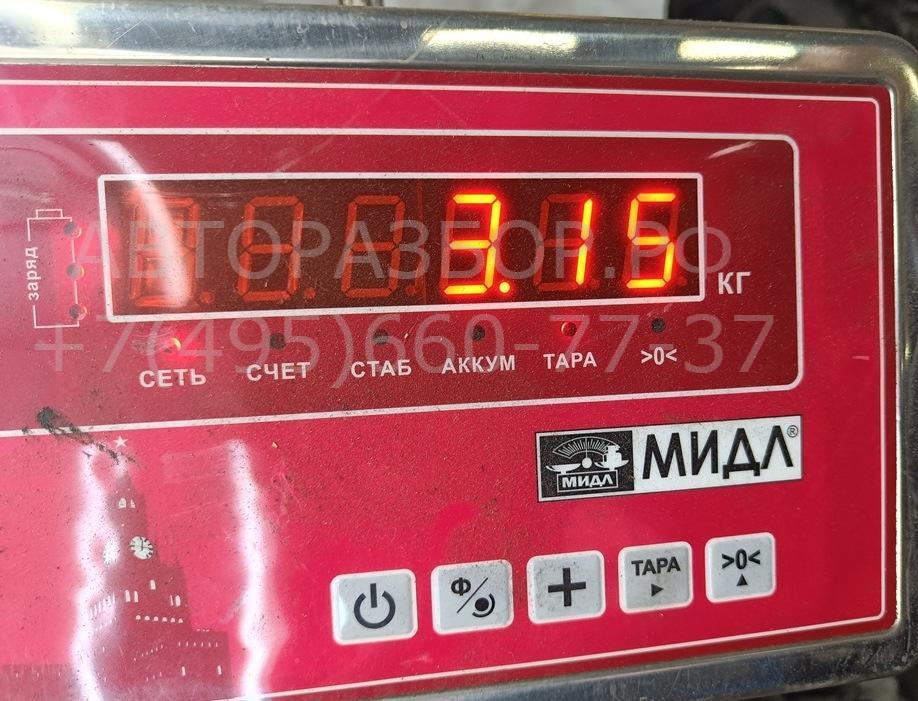 3.15
КГ
заряд
АВТОРАЗБОР.РФ
+7(495)660-77-37
СЕТЬ СЧЕТ СТАБ АККУМ ТАРА >0<
МИДЛ МИДЛ®
Ф/ + ТАРА >0<